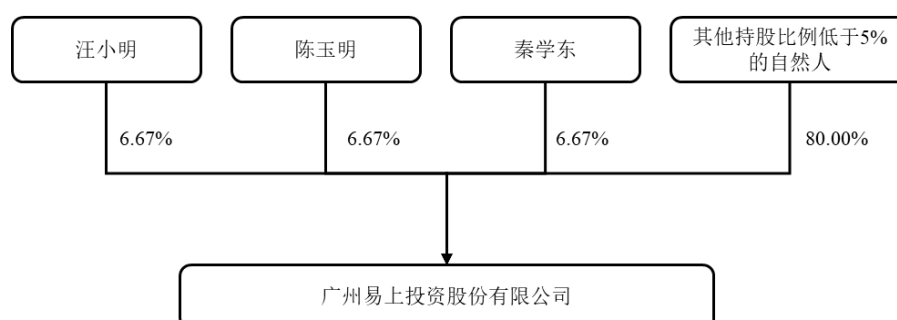 汪小明
陈玉明
秦学东
其他持股比例低于5%
的自然人
6.67%
6.67%
6.67%
80.00%
广州易上投资股份有限公司